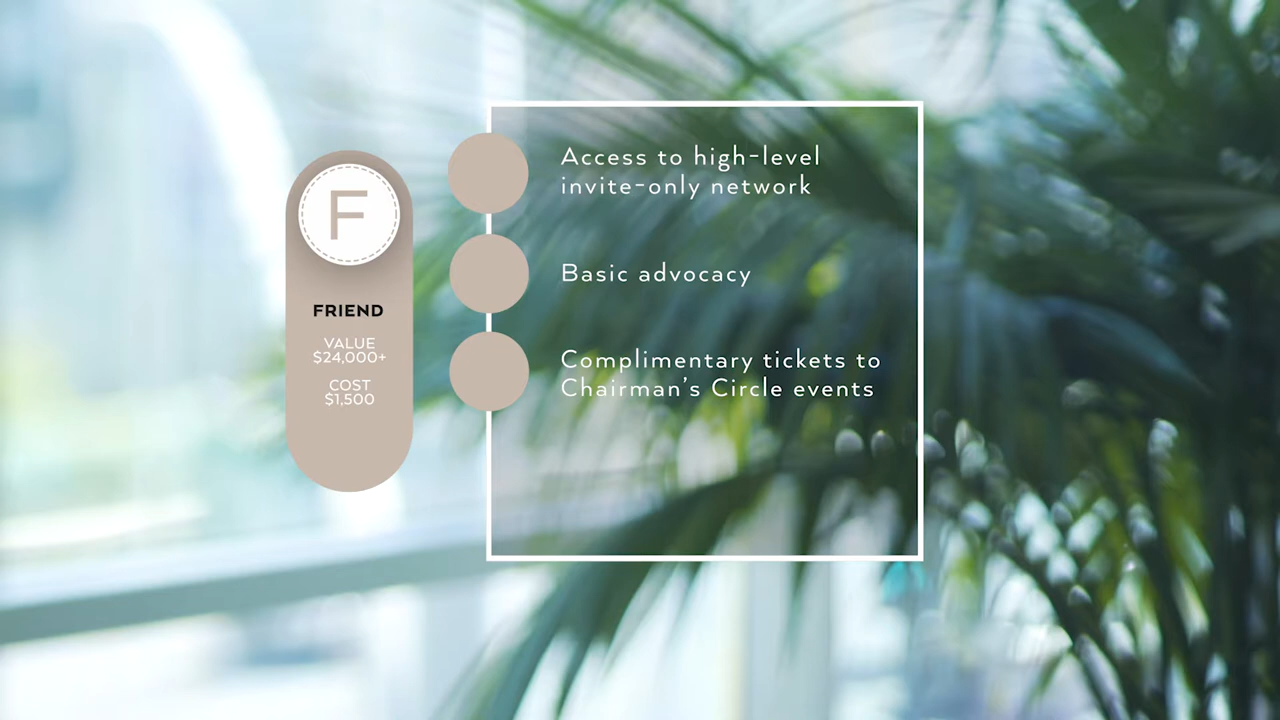 F
FRIEND
VALUE
$24,000+
COST
$1,500
Access to high-level
invite-only network
Basic advocacy
Complimentary tickets to
Chairman's Circle events